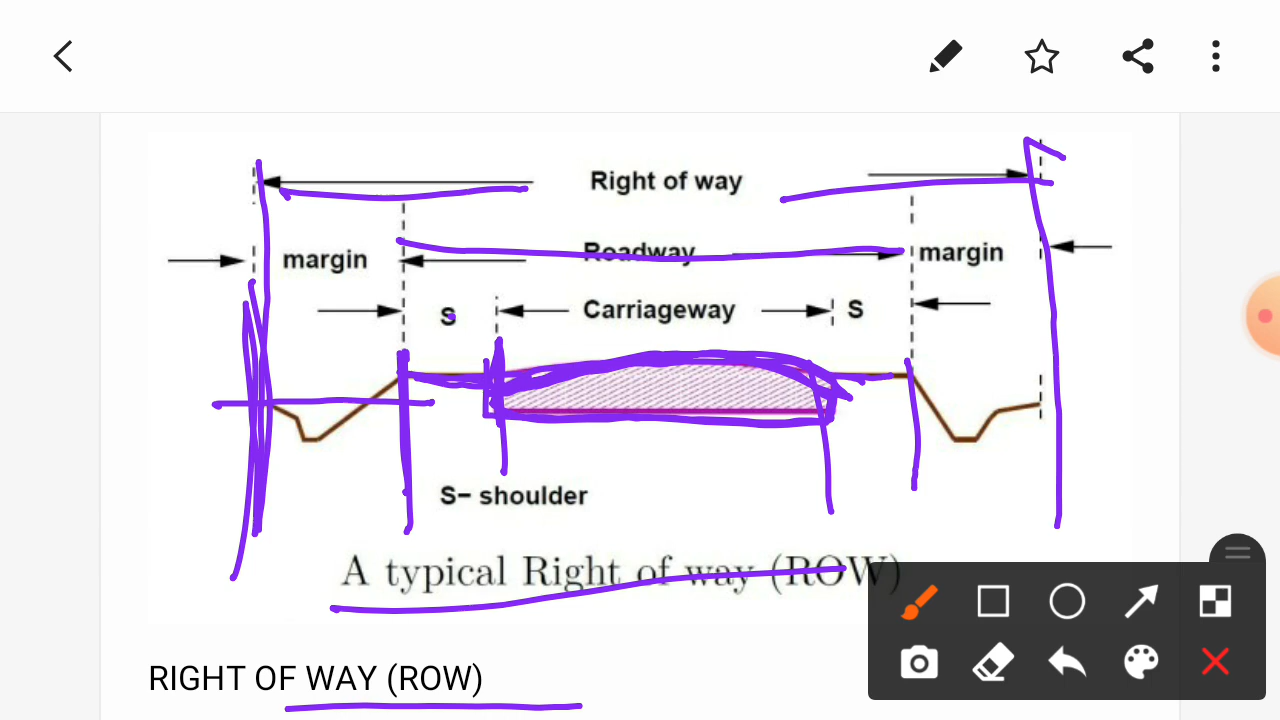 Right of way
margin Roadway margin
S Carriageway S
S- shoulder
A typical Right of way (ROW)
RIGHT OF WAY (ROW)